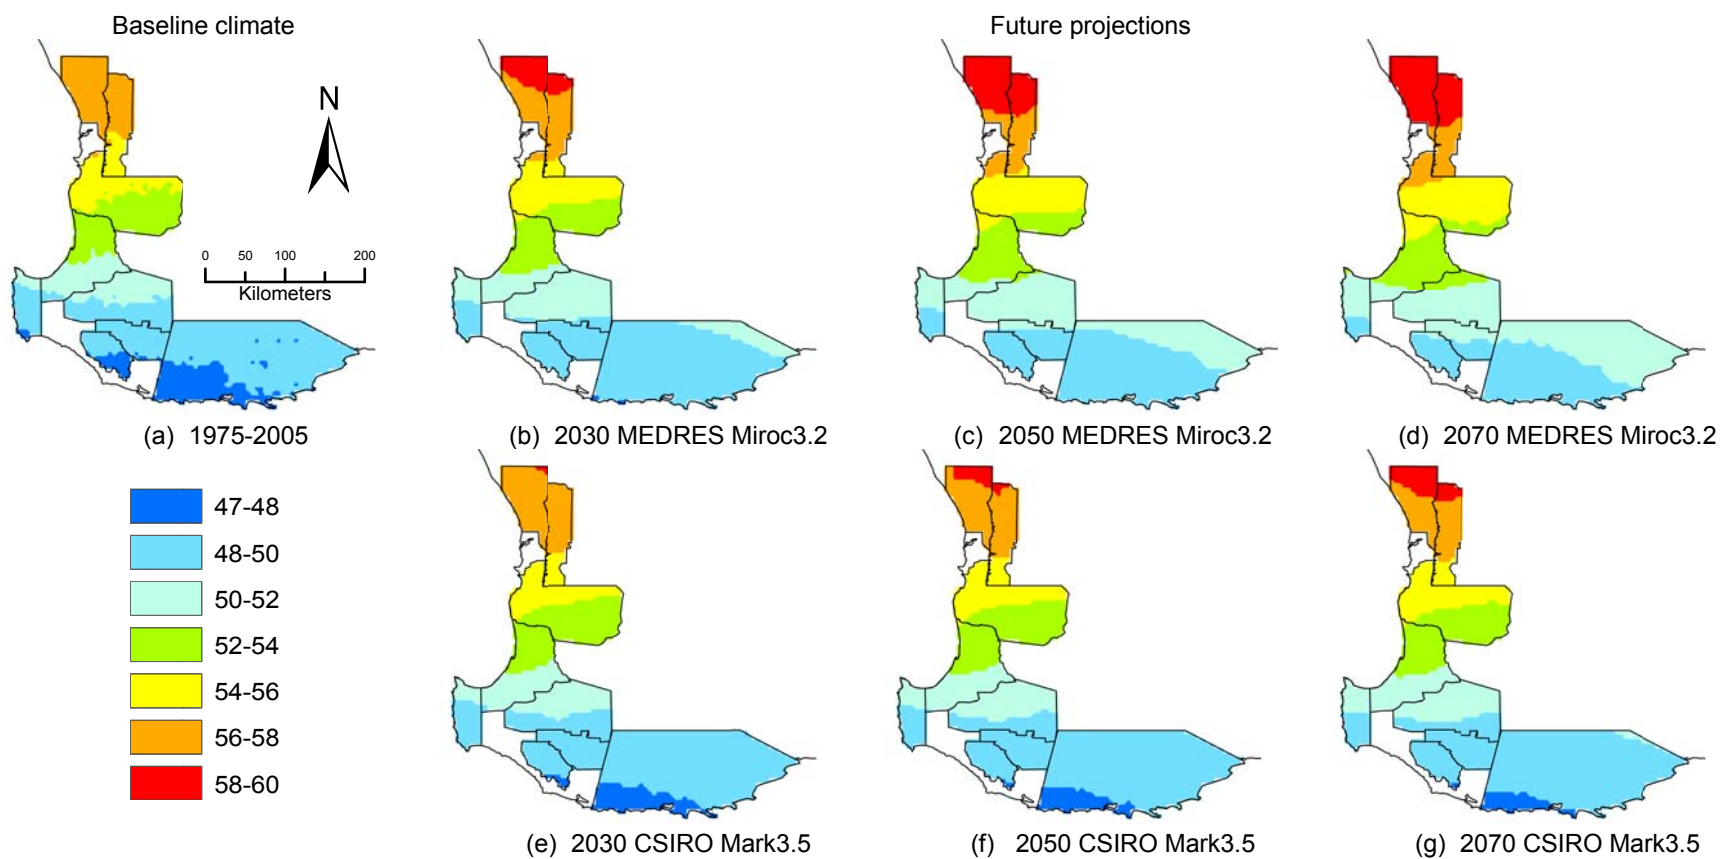 Baseline climate
Future projections
N
0 50 100 200
Kilometers
(a) 1975-2005
(b) 2030 MEDRES Miroc3.2
(c) 2050 MEDRES Miroc3.2
(d) 2070 MEDRES Miroc3.2
47-48
48-50
50-52
52-54
54-56
56-58
58-60
(e) 2030 CSIRO Mark3.5
(f) 2050 CSIRO Mark3.5
(g) 2070 CSIRO Mark3.5